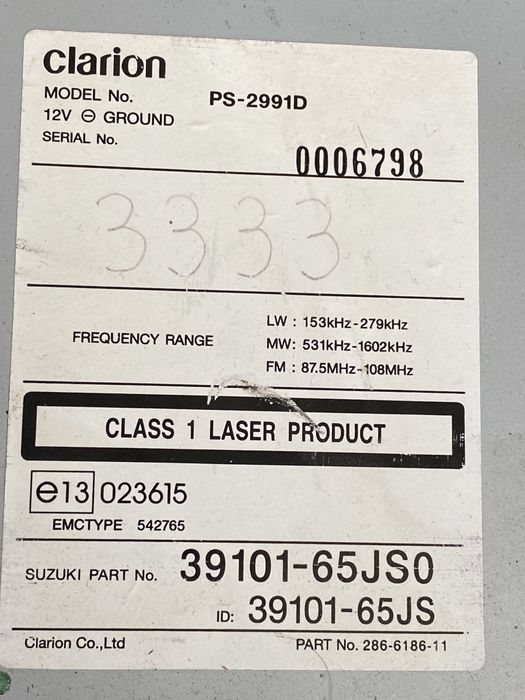 clarion
MODEL No. PS-2991D
12V ⊖ GROUND
SERIAL No.
0006798
3333
FREQUENCY RANGE
LW : 153kHz-279kHz
MW: 531kHz-1602kHz
FM : 87.5MHz-108MHz
CLASS 1 LASER PRODUCT
e13 023615
EMCTYPE 542765
SUZUKI PART No. 39101-65JS0
ID: 39101-65JS
Clarion Co.,Ltd PART No. 286-6186-11